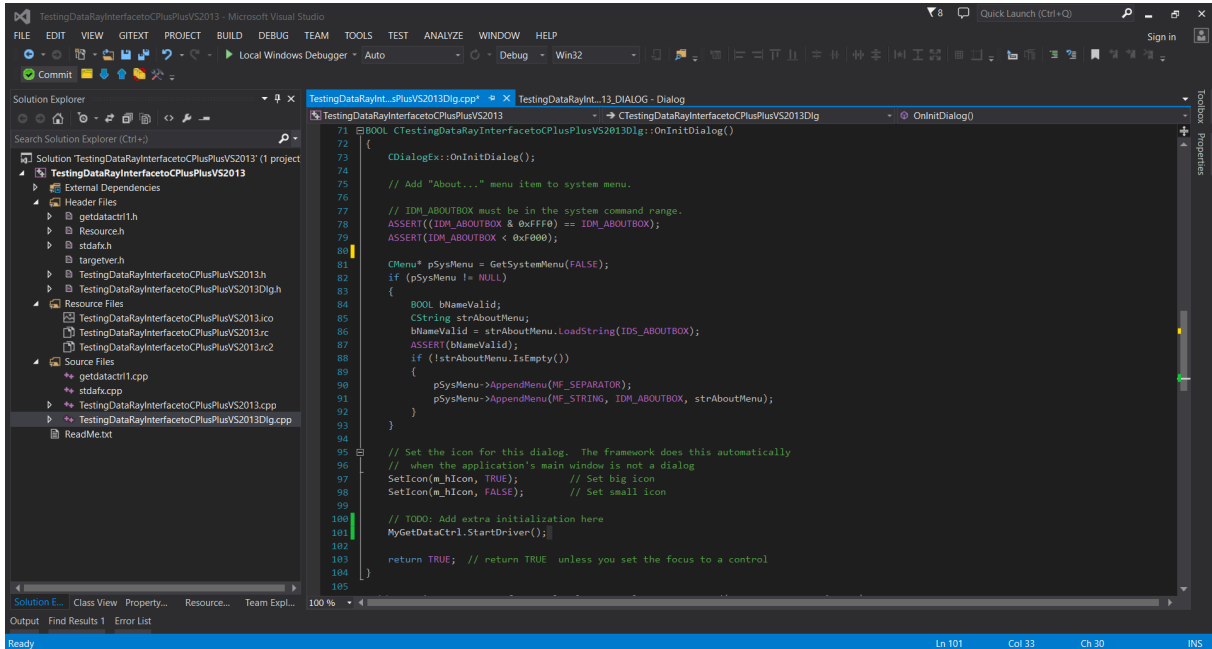 TestingDataRayInterfacetoCPlusPlusVS2013 - Microsoft Visual Studio
8
Quick Launch (Ctrl+Q)
FILE EDIT VIEW GITEXT PROJECT BUILD DEBUG TEAM TOOLS TEST ANALYZE WINDOW HELP
Sign in
Local Windows Debugger Auto Debug Win32
Commit
Solution Explorer
Search Solution Explorer (Ctrl+;)
Solution 'TestingDataRayInterfacetoCPlusPlusVS2013' (1 project
TestingDataRayInterfacetoCPlusPlusVS2013
External Dependencies
Header Files
getdatactrl1.h
Resource.h
stdafx.h
targetver.h
TestingDataRayInterfacetoCPlusPlusVS2013.h
TestingDataRayInterfacetoCPlusPlusVS2013Dlg.h
Resource Files
TestingDataRayInterfacetoCPlusPlusVS2013.ico
TestingDataRayInterfacetoCPlusPlusVS2013.rc
TestingDataRayInterfacetoCPlusPlusVS2013.rc2
Source Files
getdatactrl1.cpp
stdafx.cpp
TestingDataRayInterfacetoCPlusPlusVS2013.cpp
TestingDataRayInterfacetoCPlusPlusVS2013Dlg.cpp
ReadMe.txt
Solution E... Class View Property... Resource... Team Expl...
TestingDataRayInt...sPlusVS2013Dlg.cpp* TestingDataRayInt...13_DIALOG - Dialog
TestingDataRayInterfacetoCPlusPlusVS2013 CTestingDataRayInterfacetoCPlusPlusVS2013Dlg OnInitDialog()
71 BOOL CTestingDataRayInterfacetoCPlusPlusVS2013Dlg::OnInitDialog()
72 {
73 CDialogEx::OnInitDialog();
74
75 // Add "About..." menu item to system menu.
76
77 // IDM_ABOUTBOX must be in the system command range.
78 ASSERT((IDM_ABOUTBOX & 0xFFF0) == IDM_ABOUTBOX);
79 ASSERT(IDM_ABOUTBOX < 0xF000);
80
81 CMenu* pSysMenu = GetSystemMenu(FALSE);
82 if (pSysMenu != NULL)
83 {
84 BOOL bNameValid;
85 CString strAboutMenu;
86 bNameValid = strAboutMenu.LoadString(IDS_ABOUTBOX);
87 ASSERT(bNameValid);
88 if (!strAboutMenu.IsEmpty())
89 {
90 pSysMenu->AppendMenu(MF_SEPARATOR);
91 pSysMenu->AppendMenu(MF_STRING, IDM_ABOUTBOX, strAboutMenu);
92 }
93 }
94
95 // Set the icon for this dialog. The framework does this automatically
96 // when the application's main window is not a dialog
97 SetIcon(m_hIcon, TRUE); // Set big icon
98 SetIcon(m_hIcon, FALSE); // Set small icon
99
100 // TODO: Add extra initialization here
101 MyGetDataCtrl.StartDriver();
102
103 return TRUE; // return TRUE unless you set the focus to a control
104 }
105
100 %
Toolbox
Properties
Output Find Results 1 Error List
Ready
Ln 101 Col 33 Ch 30 INS